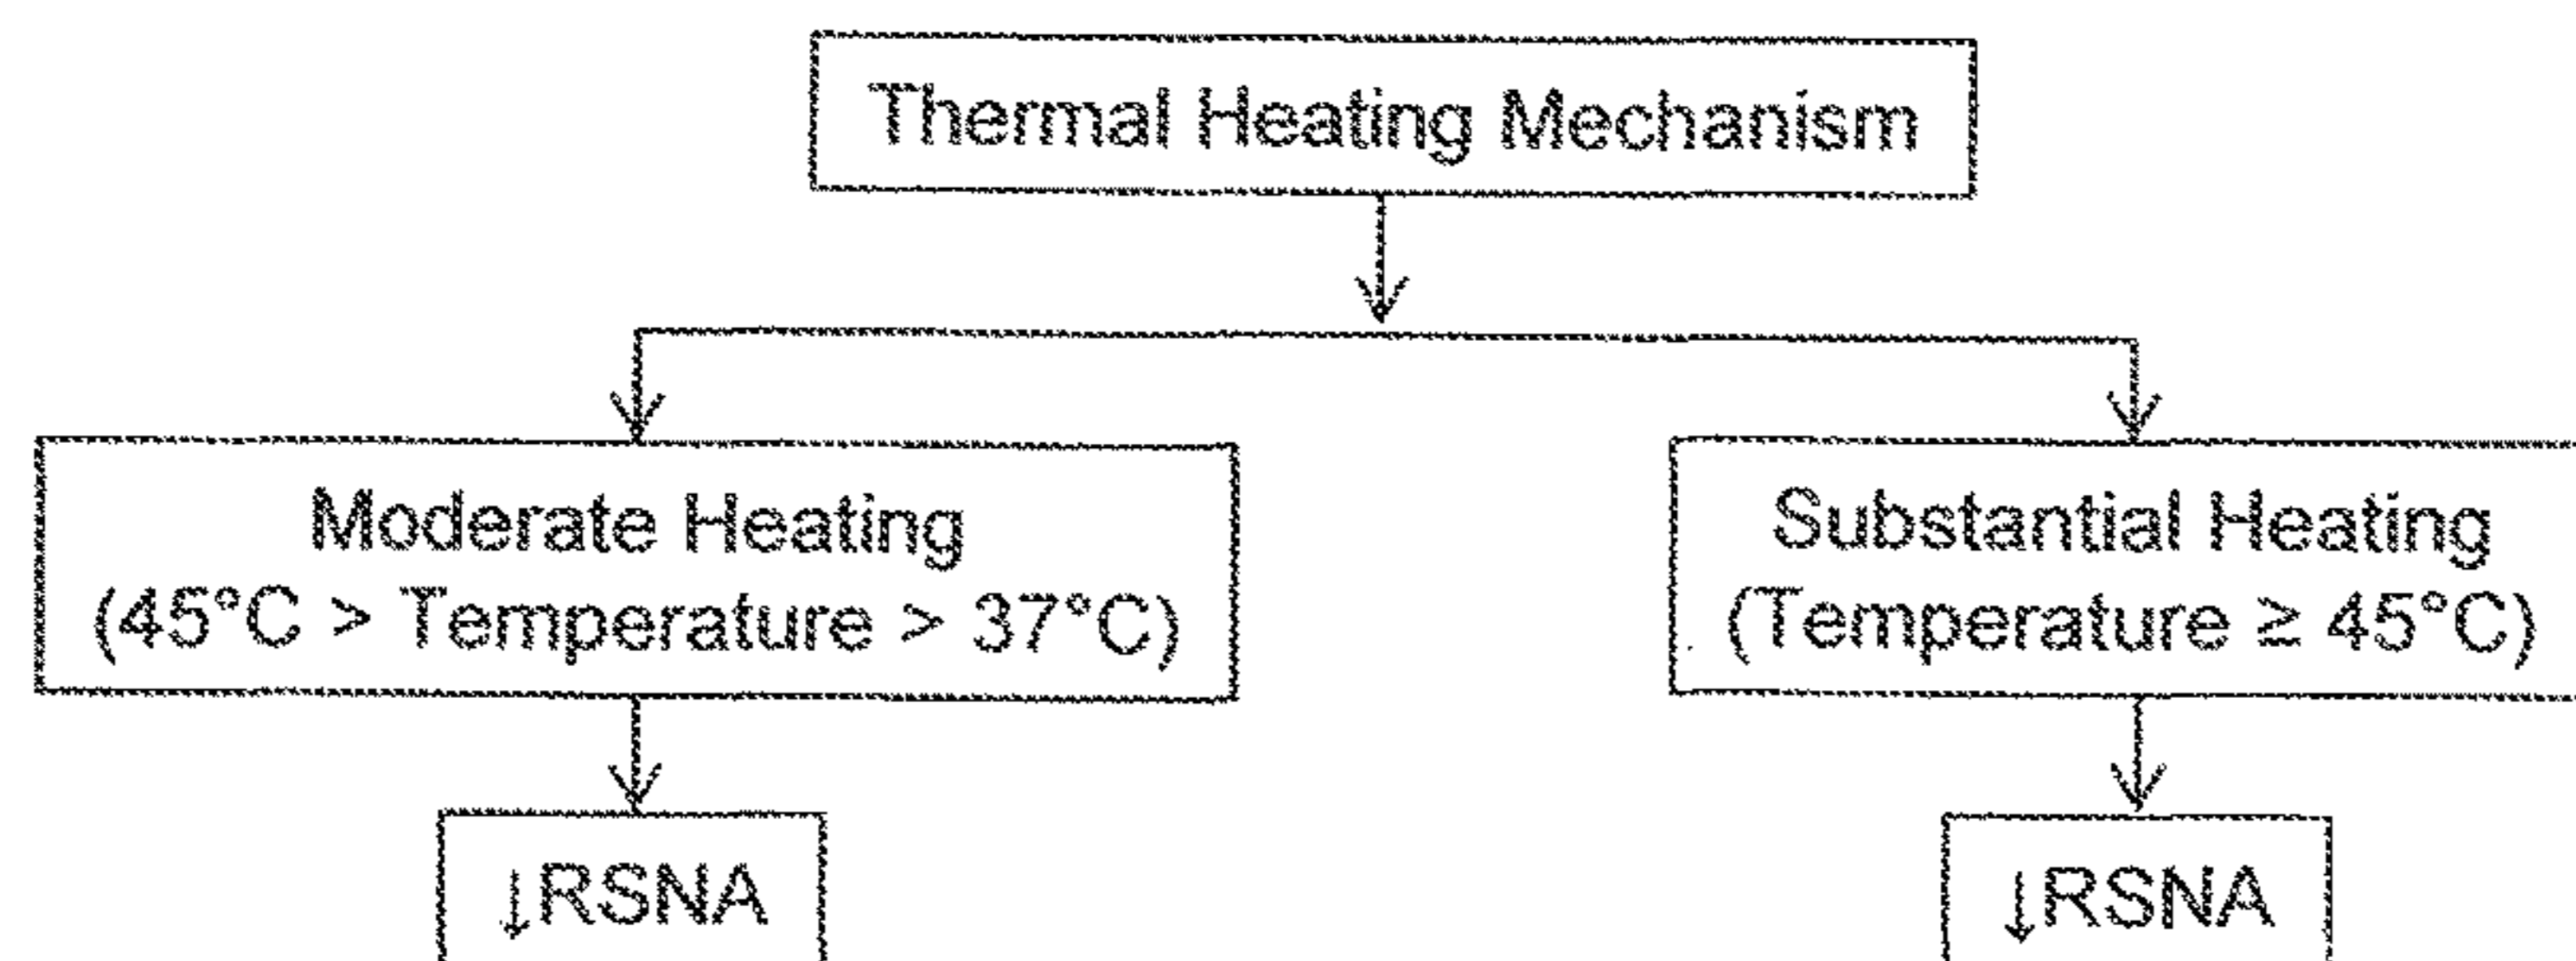 Thermal Heating Mechanism
Moderate Heating
(45°C > Temperature > 37°C)
Substantial Heating
(Temperature ≥ 45°C)
↓RSNA
↓RSNA